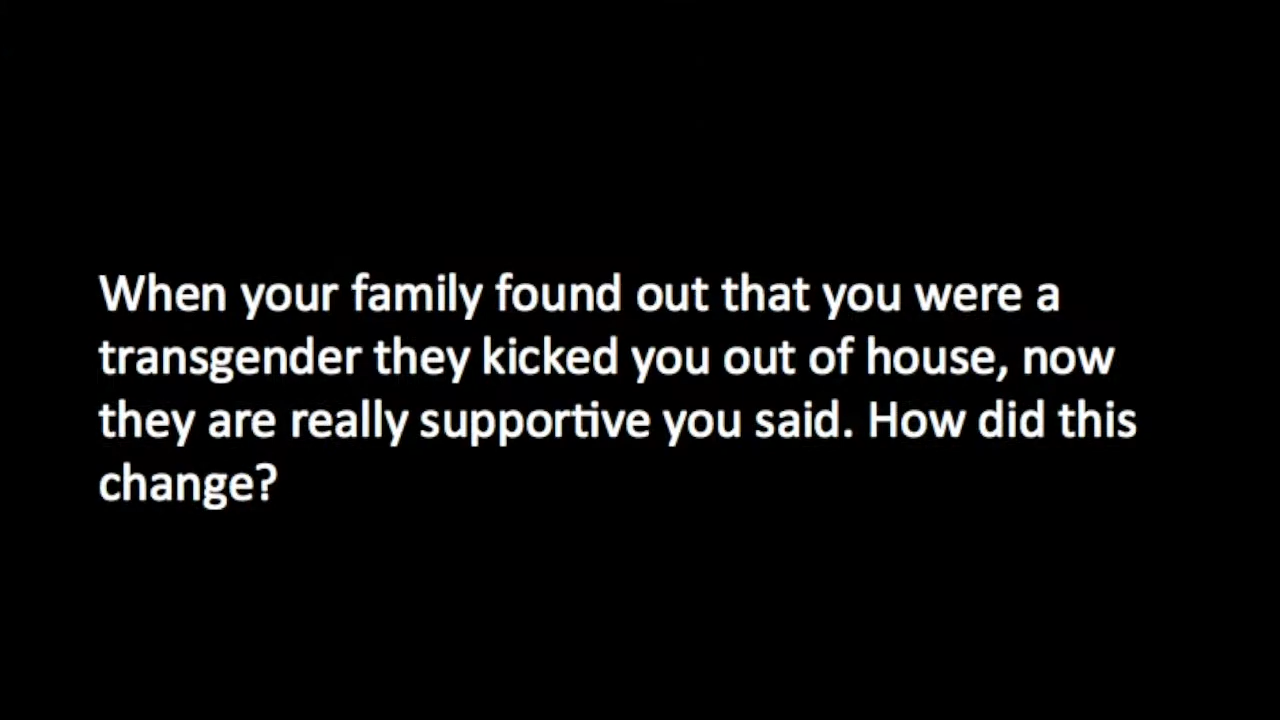 When your family found out that you were a
transgender they kicked you out of house, now
they are really supportive you said. How did this
change?